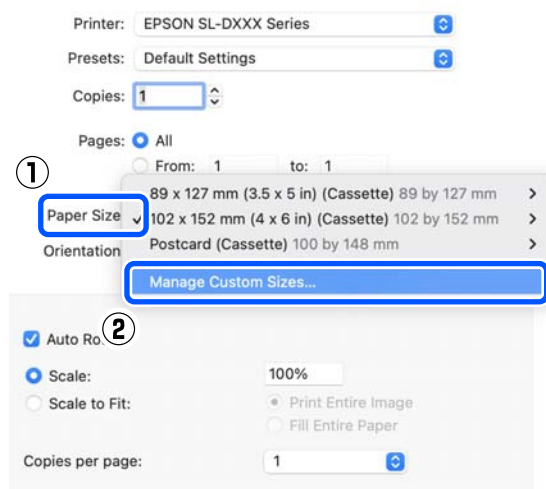 Printer: EPSON SL-DXXX Series
Presets: Default Settings
Copies: 1
Pages: All
From: 1 to: 1
①
89 x 127 mm (3.5 x 5 in) (Cassette) 89 by 127 mm
Paper Size ✓ 102 x 152 mm (4 x 6 in) (Cassette) 102 by 152 mm
Orientation Postcard (Cassette) 100 by 148 mm
Manage Custom Sizes...
②
Auto Ro
Scale: 100%
Scale to Fit: Print Entire Image
Fill Entire Paper
Copies per page: 1